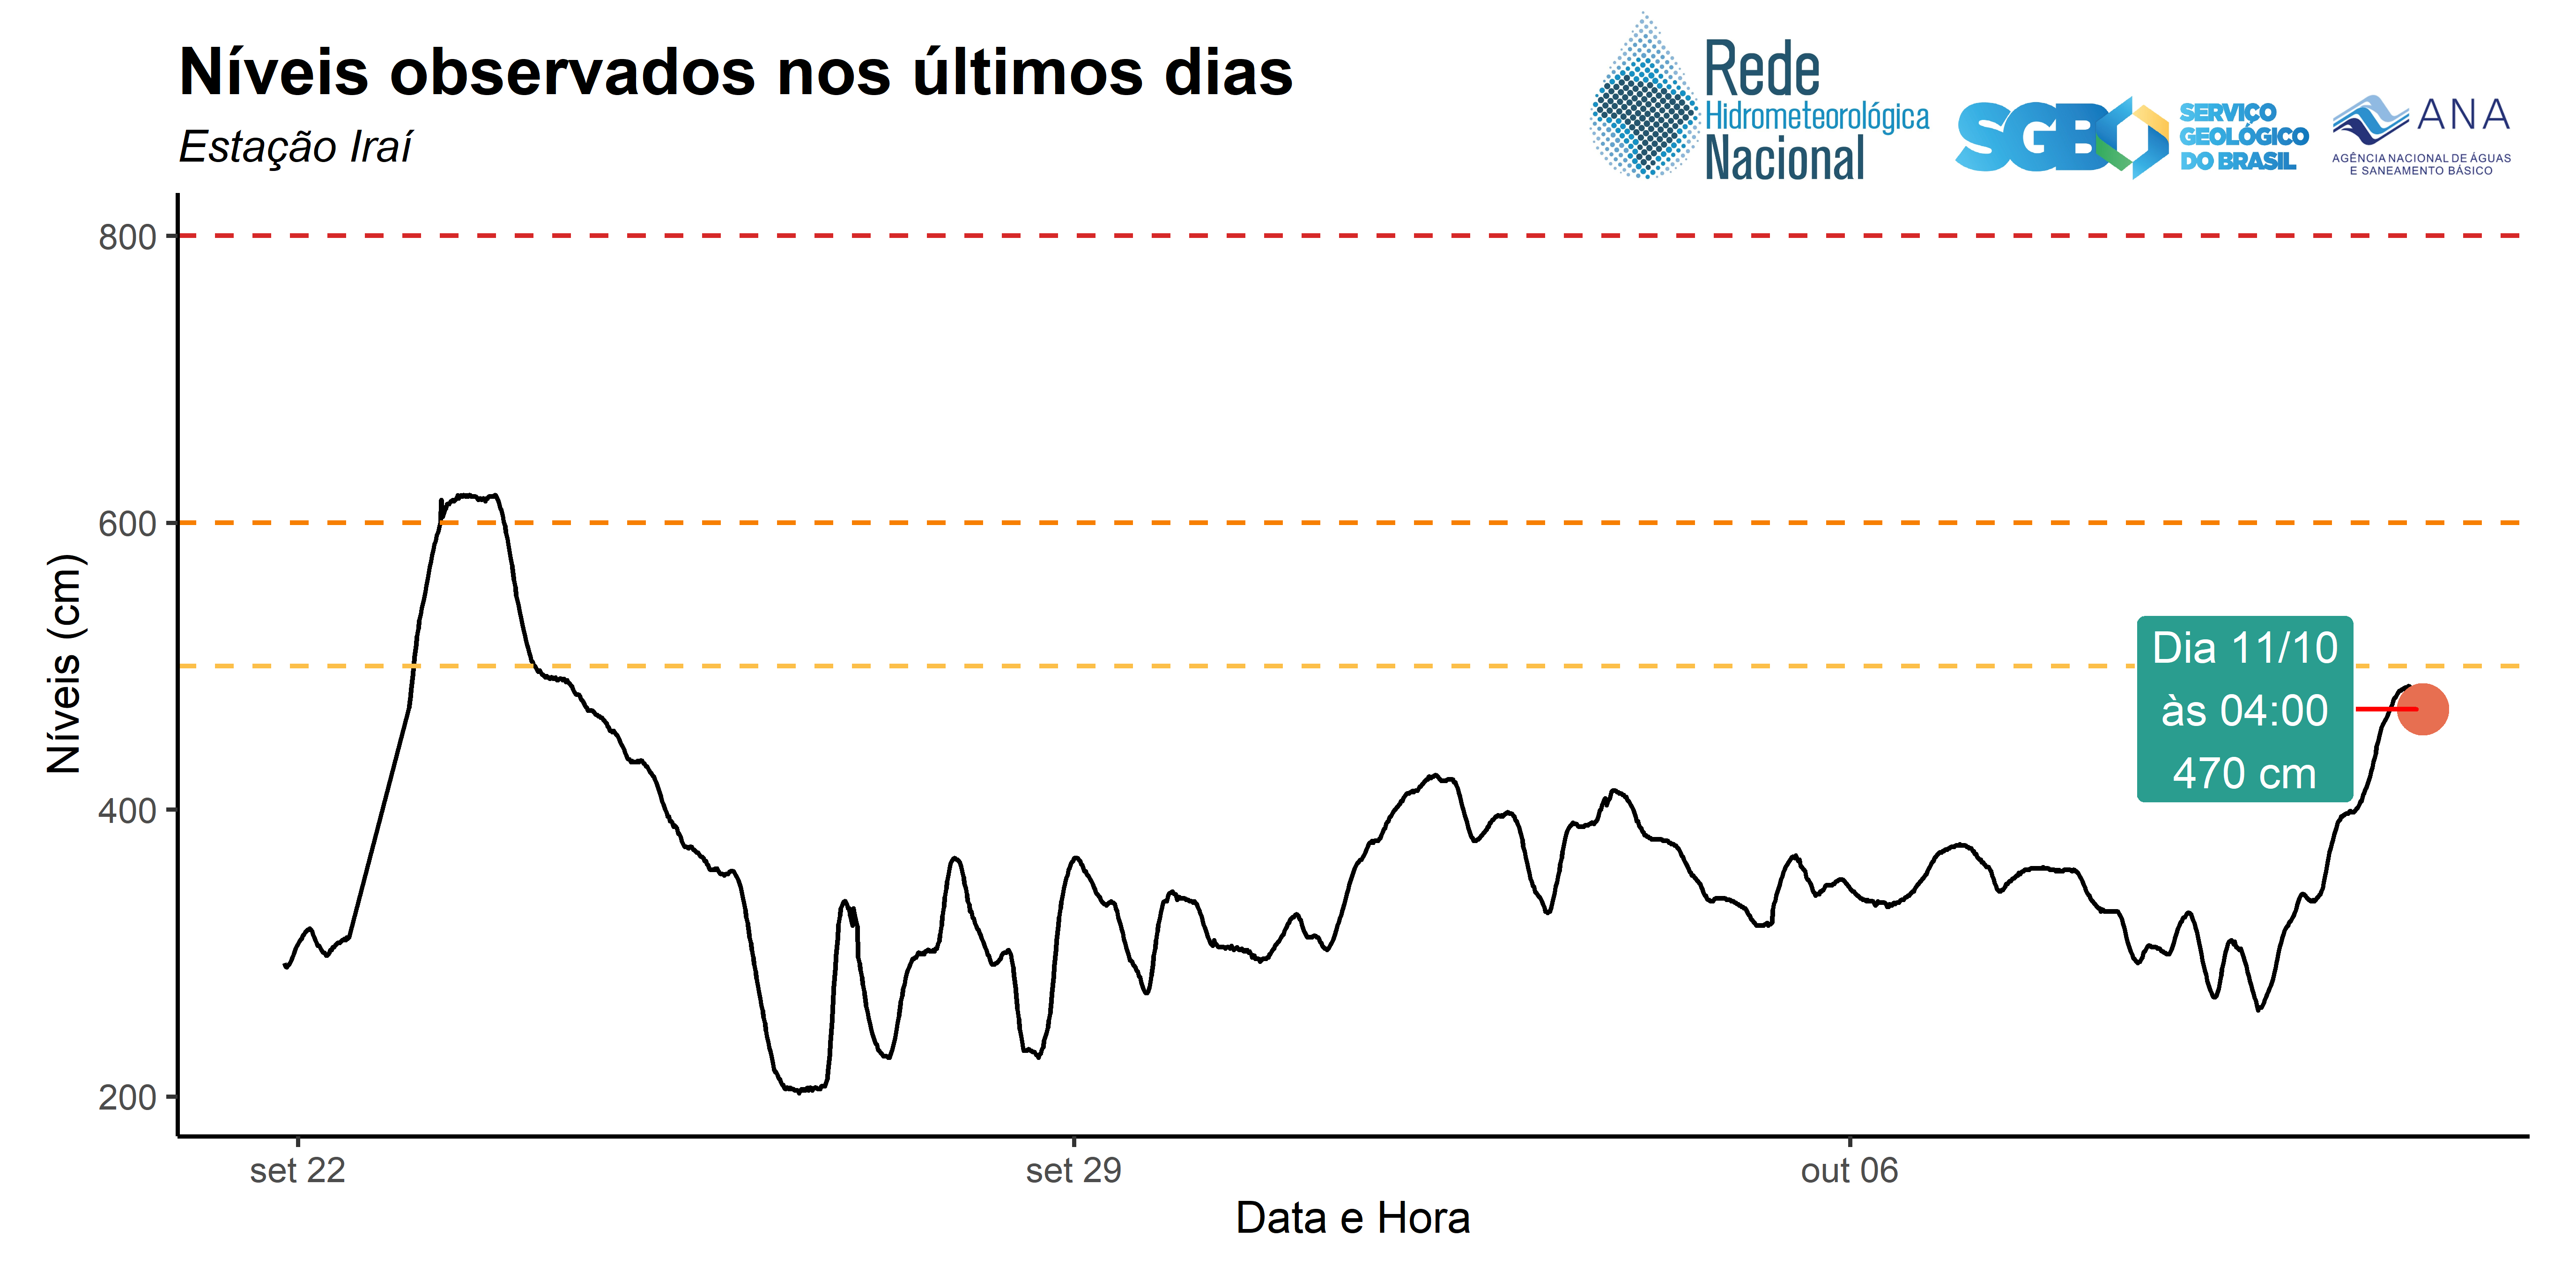 Níveis observados nos últimos dias
Estação Iraí
Rede
Hidrometeorológica
Nacional
SGB
SERVIÇO
GEOLÓGICO
DO BRASIL
ANA
AGÊNCIA NACIONAL DE ÁGUAS
E SANEAMENTO BÁSICO
800
600
400
200
Níveis (cm)
Dia 11/10
às 04:00
470 cm
set 22
set 29
out 06
Data e Hora